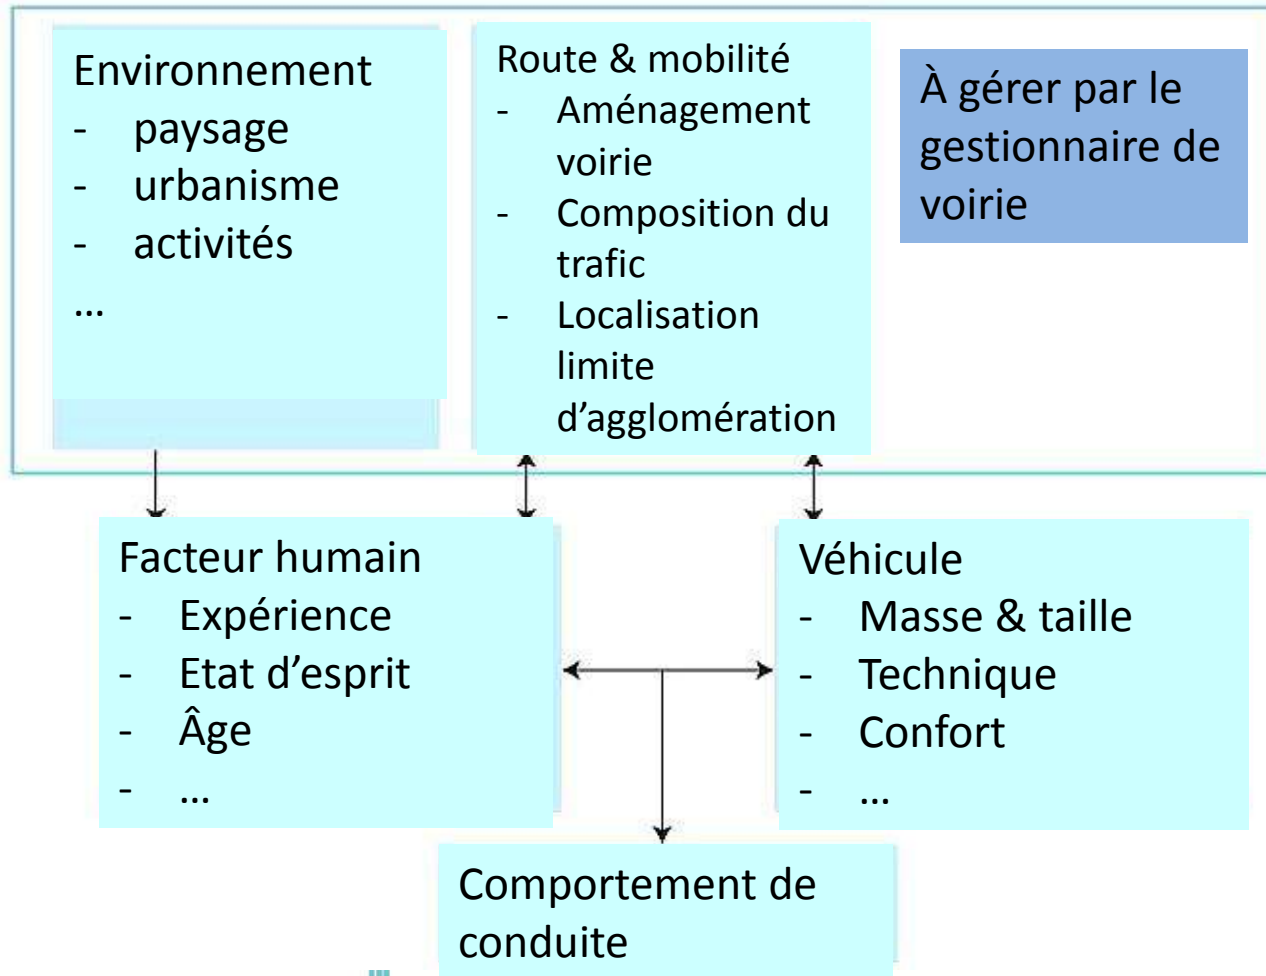 Environnement
- paysage
- urbanisme
- activités
...
Route & mobilité
- Aménagement
voirie
- Composition du
trafic
- Localisation
limite
d’agglomération
À gérer par le
gestionnaire de
voirie
Facteur humain
- Expérience
- Etat d’esprit
- Âge
- ...
Véhicule
- Masse & taille
- Technique
- Confort
- ...
Comportement de
conduite